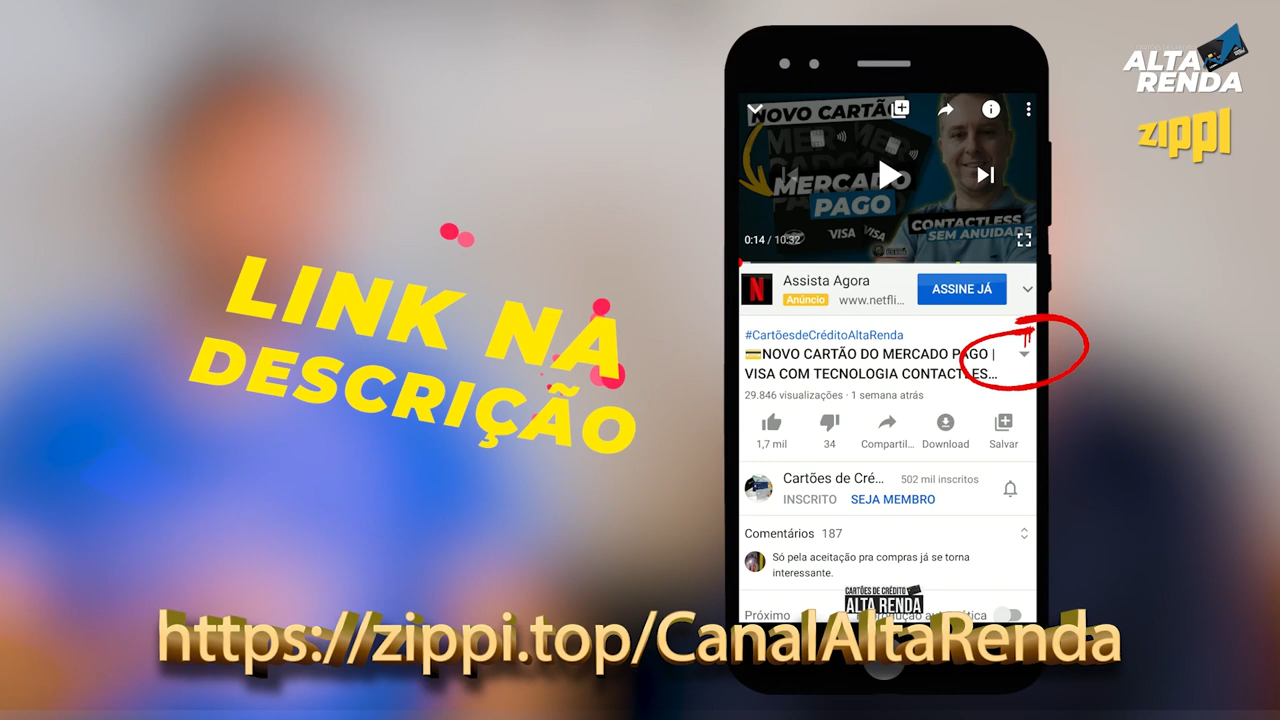 ALTA
RENDA
zippi
LINK NA
DESCRIÇÃO
NOVO CARTÃO
MERCADO
PAGO
VISA VISA
CONTACTLESS
SEM ANUIDADE
0:14 / 10:32
Assista Agora
Anúncio www.netfli...
ASSINE JÁ
#CartõesdeCréditoAltaRenda
NOVO CARTÃO DO MERCADO PAGO |
VISA COM TECNOLOGIA CONTACTLES...
29.846 visualizações · 1 semana atrás
1,7 mil 34 Compartil... Download Salvar
Cartões de Cré... 502 mil inscritos
INSCRITO SEJA MEMBRO
Comentários 187
Só pela aceitação pra compras já se torna
interessante.
CARTÕES DE CRÉDITO
ALTA RENDA
Próximo
https://zippi.top/CanalAltaRenda